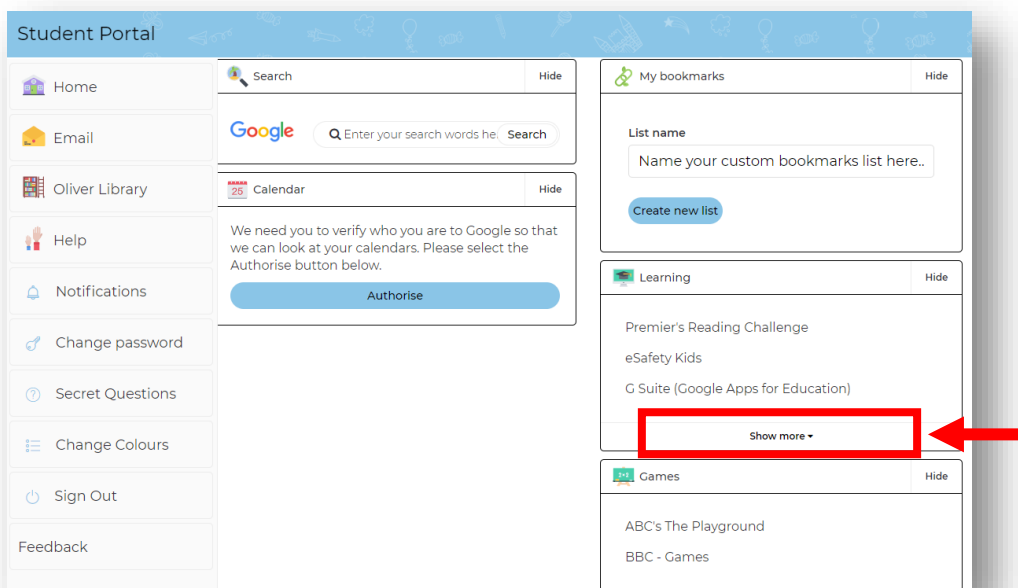 Student Portal
Home
Email
Oliver Library
Help
Notifications
Change password
Secret Questions
Change Colours
Sign Out
Feedback
Search
Hide
Google
Enter your search words he.
Search
25
Calendar
Hide
We need you to verify who you are to Google so that
we can look at your calendars. Please select the
Authorise button below.
Authorise
My bookmarks
Hide
List name
Name your custom bookmarks list here..
Create new list
Learning
Hide
Premier's Reading Challenge
eSafety Kids
G Suite (Google Apps for Education)
Show more
Games
Hide
ABC's The Playground
BBC - Games